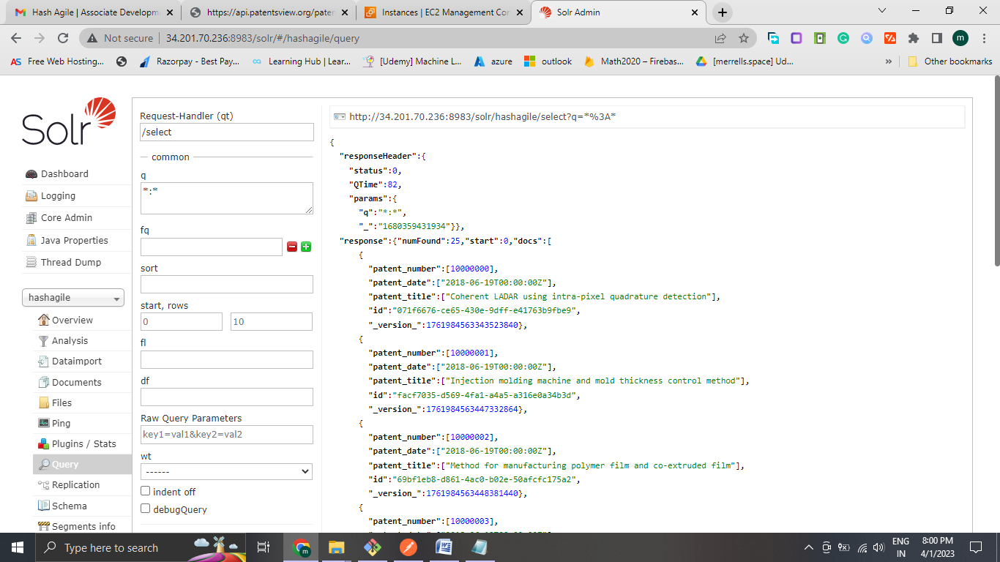 Hash Agile | Associate Developm
https://api.patentsview.org/paten
Instances | EC2 Management Con
Solr Admin
Not secure
34.201.70.236:8983/solr/#/hashagile/query
m
Free Web Hosting...
Razorpay - Best Pay...
Learning Hub | Lear...
[Udemy] Machine L...
azure
outlook
Math2020 – Firebas...
[merrells.space] Ud...
»
Other bookmarks
Solr
Dashboard
Logging
Core Admin
Java Properties
Thread Dump
hashagile
Overview
Analysis
Dataimport
Documents
Files
Ping
Plugins / Stats
Query
Replication
Schema
Segments info
Request-Handler (qt)
/select
common
q
*:*
fq
sort
start, rows
0
10
fl
df
Raw Query Parameters
key1=val1&key2=val2
wt
------
indent off
debugQuery
http://34.201.70.236:8983/solr/hashagile/select?q=*%3A*
{
"responseHeader":{
"status":0,
"QTime":82,
"params":{
"q":"*:*",
"_":"1680359431934"}},
"response":{"numFound":25,"start":0,"docs":[
{
"patent_number":[10000000],
"patent_date":["2018-06-19T00:00:00Z"],
"patent_title":["Coherent LADAR using intra-pixel quadrature detection"],
"id":"071f6676-ce65-430e-9dff-e41763b9fbe9",
"_version_":1761984563343523840},
{
"patent_number":[10000001],
"patent_date":["2018-06-19T00:00:00Z"],
"patent_title":["Injection molding machine and mold thickness control method"],
"id":"facf7035-d569-4fa1-a4a5-a316e0a34b3d",
"_version_":1761984563447332864},
{
"patent_number":[10000002],
"patent_date":["2018-06-19T00:00:00Z"],
"patent_title":["Method for manufacturing polymer film and co-extruded film"],
"id":"69bf1eb8-d861-4ac0-b02e-50afcfc175a2",
"_version_":1761984563448381440},
{
"patent_number":[10000003],
Type here to search
ENG
IN
8:00 PM
4/1/2023